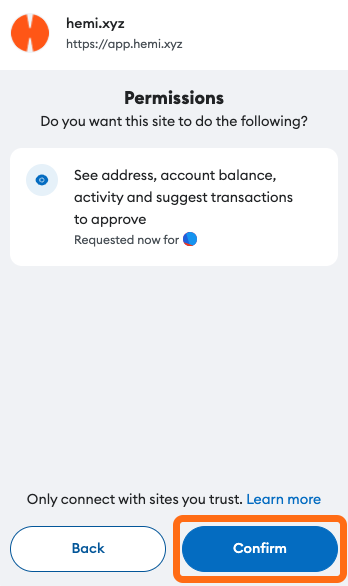 hemi.xyz
https://app.hemi.xyz
Permissions
Do you want this site to do the following?
See address, account balance,
activity and suggest transactions
to approve
Requested now for
Only connect with sites you trust. Learn more
Back
Confirm